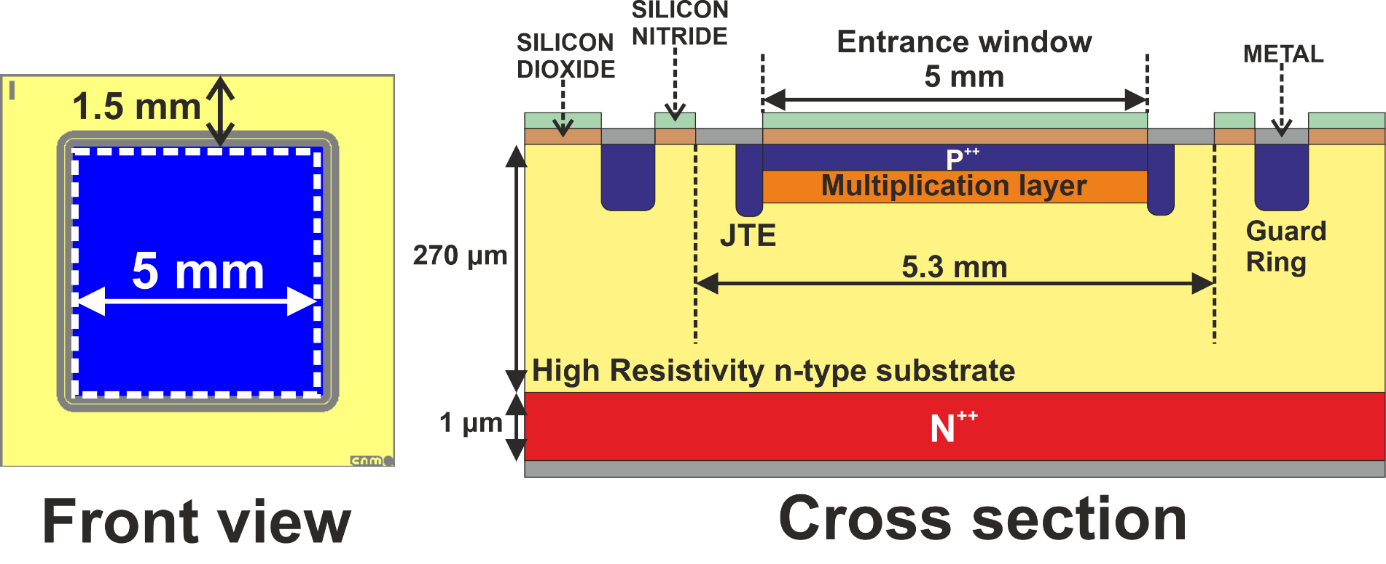 1.5 mm
5 mm
cnm
Front view
SILICON
DIOXIDE
SILICON
NITRIDE
Entrance window
5 mm
METAL
P++
Multiplication layer
JTE
Guard
Ring
270 µm
5.3 mm
High Resistivity n-type substrate
1 µm
N++
Cross section